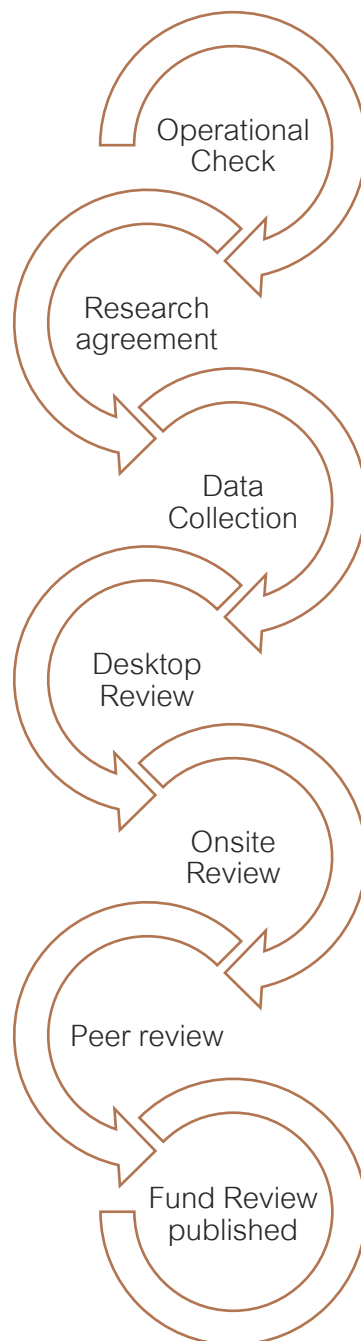 Operational
Check
Research
agreement
Data
Collection
Desktop
Review
Onsite
Review
Peer review
Fund Review
published